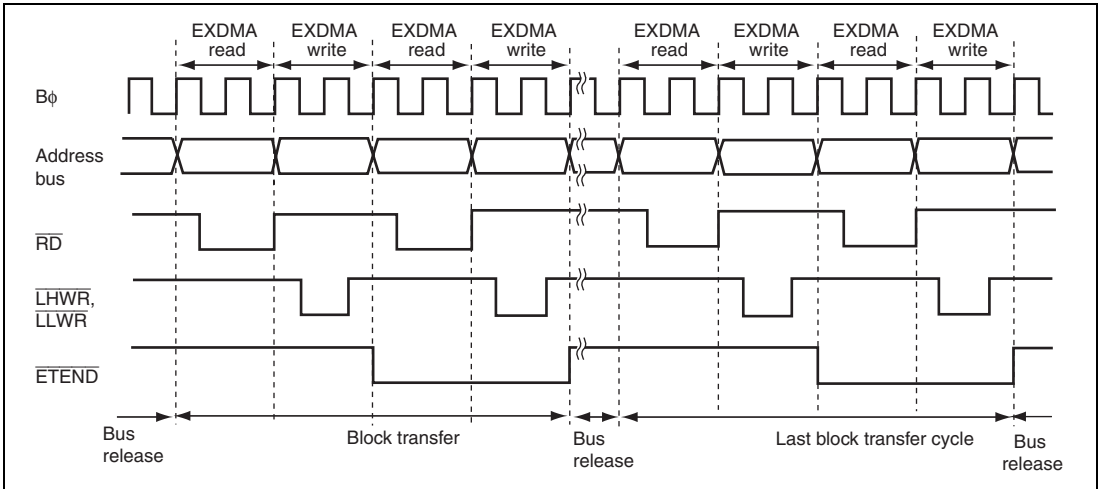 EXDMA EXDMA EXDMA EXDMA EXDMA EXDMA EXDMA EXDMA
read write read write read write read write
Bφ
Address
bus
RD
LHWR,
LLWR
ETEND
Bus Block transfer Bus Last block transfer cycle Bus
release release release